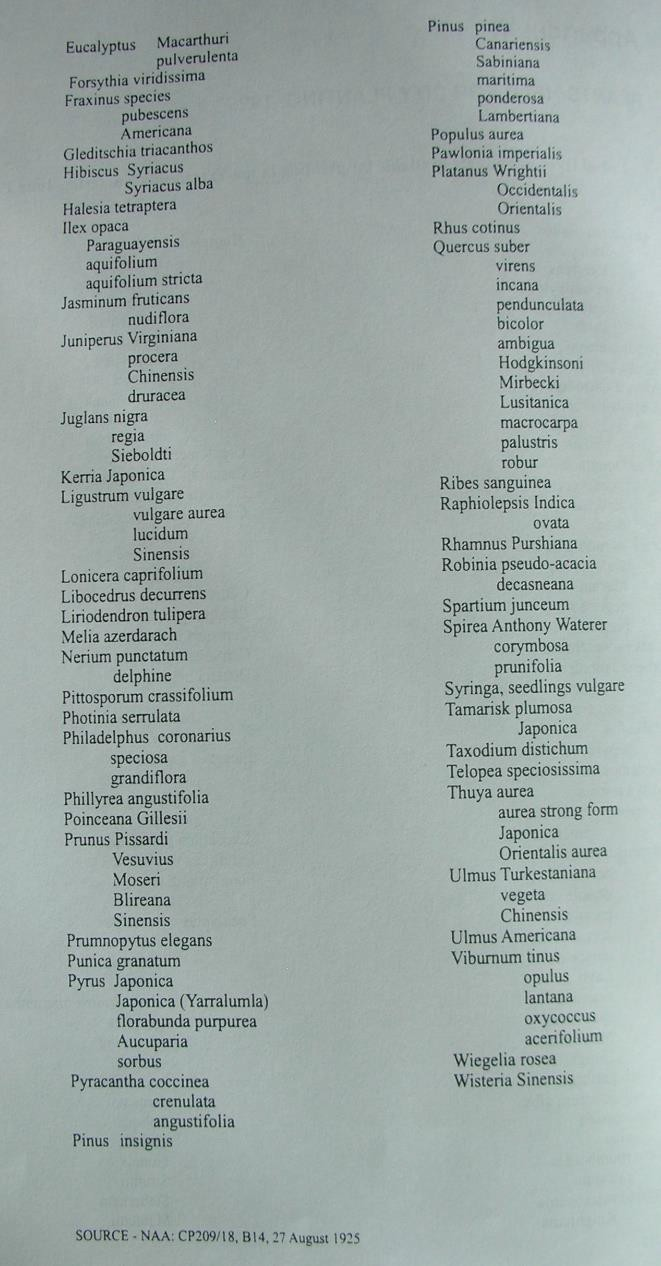 Eucalyptus Macarthuri
pulverulenta
Forsythia viridissima
Fraxinus species
pubescens
Americana
Gleditschia triacanthos
Hibiscus Syriacus
Syriacus alba
Halesia tetraptera
Ilex opaca
Paraguayensis
aquifolium
aquifolium stricta
Jasminum fruticans
nudiflora
Juniperus Virginiana
procera
Chinensis
druracea
Juglans nigra
regia
Sieboldti
Kerria Japonica
Ligustrum vulgare
vulgare aurea
lucidum
Sinensis
Lonicera caprifolium
Libocedrus decurrens
Liriodendron tulipera
Melia azerdarach
Nerium punctatum
delphine
Pittosporum crassifolium
Photinia serrulata
Philadelphus coronarius
speciosa
grandiflora
Phillyrea angustifolia
Poinceana Gillesii
Prunus Pissardi
Vesuvius
Moseri
Blireana
Sinensis
Prumnopytus elegans
Punica granatum
Pyrus Japonica
Japonica (Yarralumla)
florabunda purpurea
Aucuparia
sorbus
Pyracantha coccinea
crenulata
angustifolia
Pinus insignis
Pinus pinea
Canariensis
Sabiniana
maritima
ponderosa
Lambertiana
Populus aurea
Pawlonia imperialis
Platanus Wrightii
Occidentalis
Orientalis
Rhus cotinus
Quercus suber
virens
incana
pendunculata
bicolor
ambigua
Hodgkinsoni
Mirbecki
Lusitanica
macrocarpa
palustris
robur
Ribes sanguinea
Raphiolepsis Indica
ovata
Rhamnus Purshiana
Robinia pseudo-acacia
decasneana
Spartium junceum
Spirea Anthony Waterer
corymbosa
prunifolia
Syringa, seedlings vulgare
Tamarisk plumosa
Japonica
Taxodium distichum
Telopea speciosissima
Thuya aurea
aurea strong form
Japonica
Orientalis aurea
Ulmus Turkestaniana
vegeta
Chinensis
Ulmus Americana
Viburnum tinus
opulus
lantana
oxycoccus
acerifolium
Wiegelia rosea
Wisteria Sinensis
SOURCE - NAA: CP209/18, B14, 27 August 1925